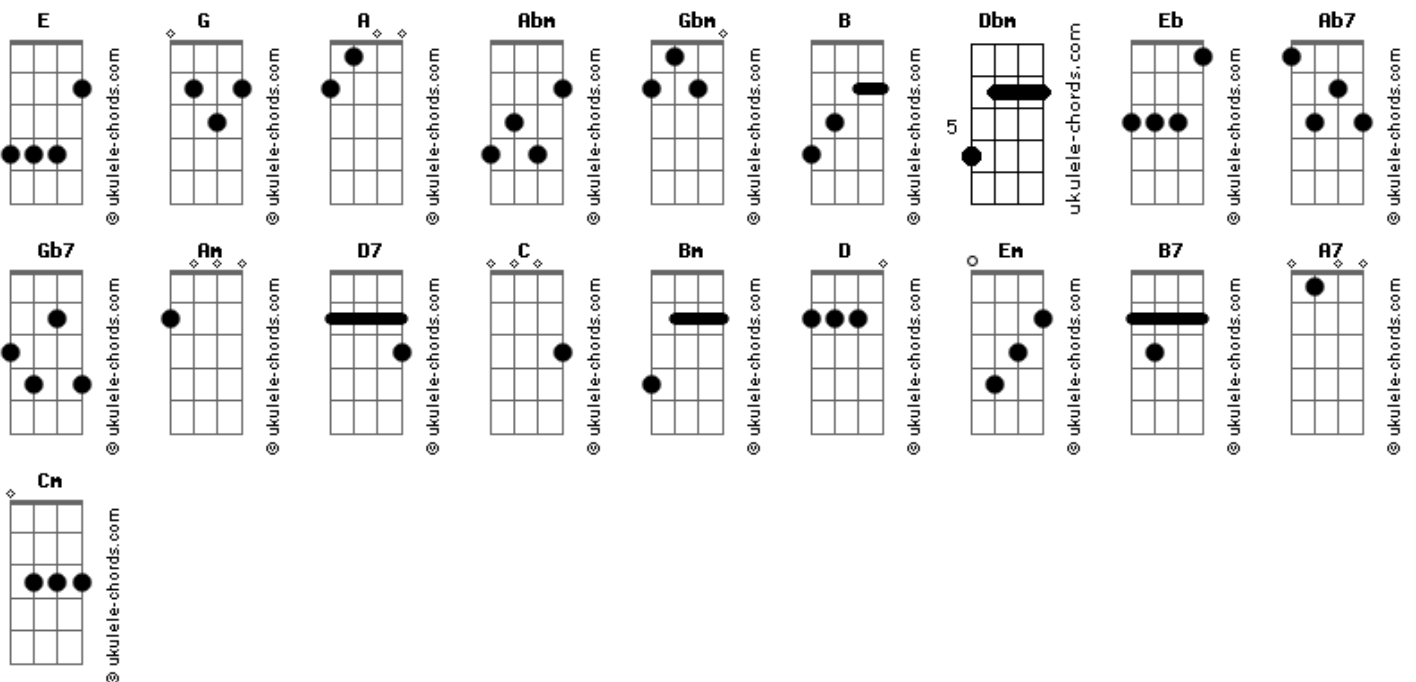 E G A Abm Gbm B Dbm Eb Ab7
© ukulele-chords.com © ukulele-chords.com © ukulele-chords.com © ukulele-chords.com © ukulele-chords.com © ukulele-chords.com ukulele-chords.com © ukulele-chords.com © ukulele-chords.com
5
Gb7 Am D7 C Bm D Em B7 A7
© ukulele-chords.com © ukulele-chords.com © ukulele-chords.com © ukulele-chords.com © ukulele-chords.com © ukulele-chords.com © ukulele-chords.com © ukulele-chords.com © ukulele-chords.com
Cm
© ukulele-chords.com